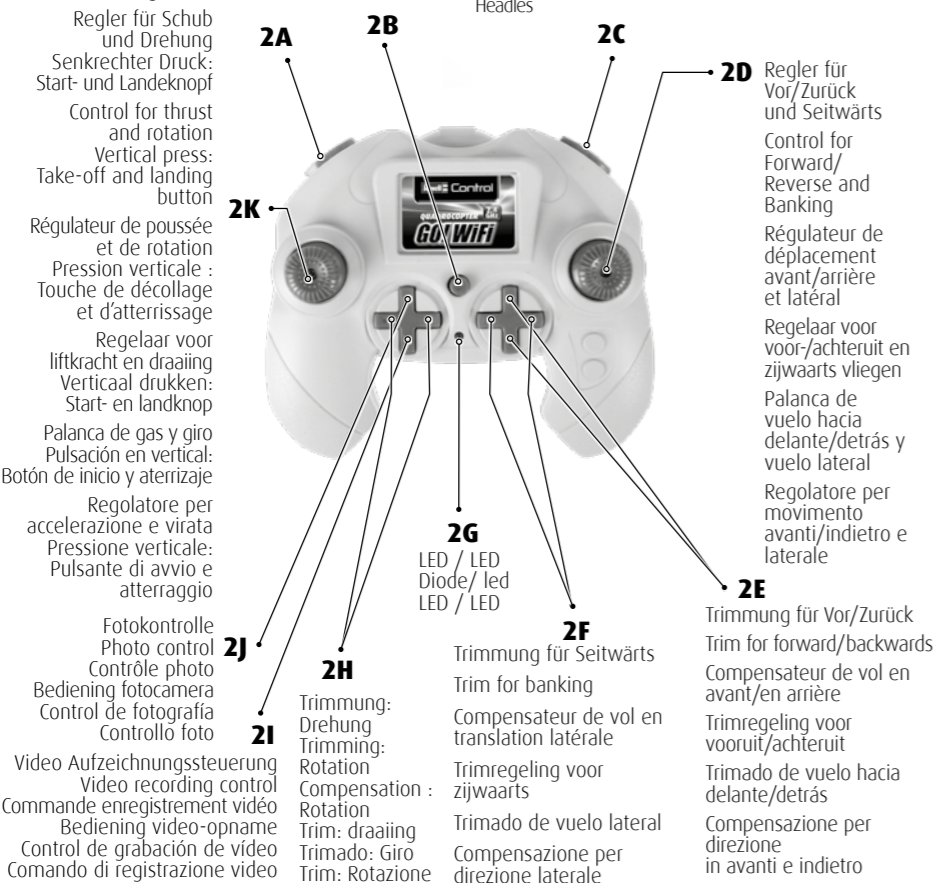 Headles
2A
2B
2C
2D
2K
Regler für Schub
und Drehung
Senkrechter Druck:
Start- und Landeknopf
Control for thrust
and rotation
Vertical press:
Take-off and landing
button
Régulateur de poussée
et de rotation
Pression verticale :
Touche de décollage
et d'atterrissage
Regelaar voor
liftkracht en draaiing
Verticaal drukken:
Start- en landknop
Palanca de gas y giro
Pulsación en vertical:
Botón de inicio y aterrizaje
Regolatore per
accelerazione e virata
Pressione verticale:
Pulsante di avvio e
atterraggio
Control
QUADROCOPTER
GO! WiFi
Regler für
Vor/Zurück
und Seitwärts
Control for
Forward/
Reverse and
Banking
Régulateur de
déplacement
avant/arrière
et latéral
Regelaar voor
voor-/achteruit en
zijwaarts vliegen
Palanca de
vuelo hacia
delante/detrás y
vuelo lateral
Regolatore per
movimento
avanti/indietro e
laterale
2J
Fotokontrolle
Photo control
Contrôle photo
Bediening fotocamera
Control de fotografía
Controllo foto
2I
Video Aufzeichnungssteuerung
Video recording control
Commande enregistrement vidéo
Bediening video-opname
Control de grabación de vídeo
Comando di registrazione video
2H
Trimmung:
Drehung
Trimming:
Rotation
Compensation :
Rotation
Trim: draaiing
Trimado: Giro
Trim: Rotazione
2G
LED / LED
Diode/ led
LED / LED
2F
Trimmung für Seitwärts
Trim for banking
Compensateur de vol en
translation latérale
Trimregeling voor
zijwaarts
Trimado de vuelo lateral
Compensazione per
direzione laterale
2E
Trimmung für Vor/Zurück
Trim for forward/backwards
Compensateur de vol en
avant/en arrière
Trimregeling voor
vooruit/achteruit
Trimado de vuelo hacia
delante/detrás
Compensazione per
direzione
in avanti e indietro